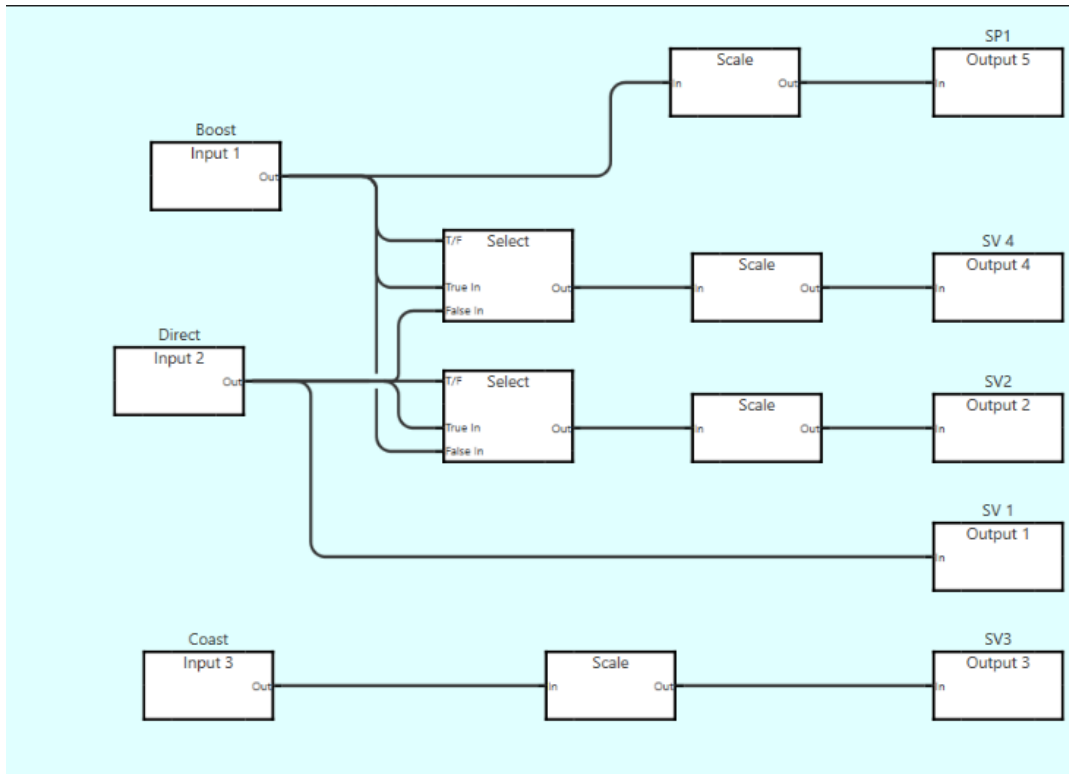 SP1
Scale
Output 5
In
Out
In
Boost
Input 1
Out
T/F
Select
True In
Out
False In
Scale
In
Out
SV 4
Output 4
In
Direct
Input 2
Out
T/F
Select
True In
Out
False In
Scale
In
Out
SV2
Output 2
In
SV 1
Output 1
In
Coast
Input 3
Out
Scale
In
Out
SV3
Output 3
In